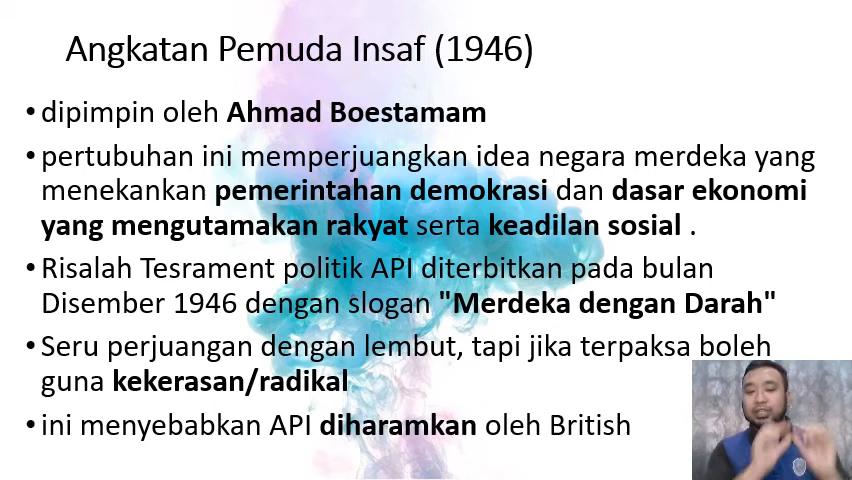 Angkatan Pemuda Insaf (1946)
•dipimpin oleh Ahmad Boestamam
•pertubuhan ini memperjuangkan idea negara merdeka yang
menekankan pemerintahan demokrasi dan dasar ekonomi
yang mengutamakan rakyat serta keadilan sosial .
•Risalah Tesrament politik API diterbitkan pada bulan
Disember 1946 dengan slogan "Merdeka dengan Darah"
•Seru perjuangan dengan lembut, tapi jika terpaksa boleh
guna kekerasan/radikal
•ini menyebabkan API diharamkan oleh British